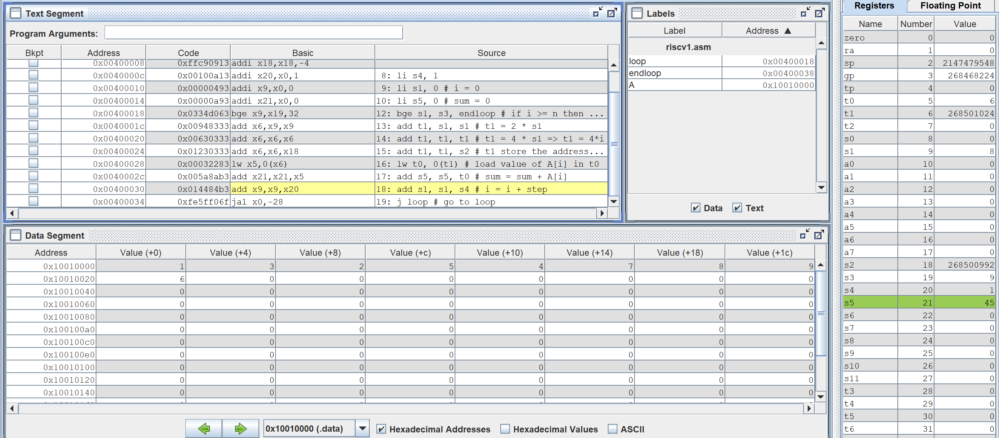 Text Segment
Program Arguments:
Bkpt Address Code Basic Source
0x00400008 0xffc90913 addi x18,x18,-4
0x0040000c 0x00100a13 addi x20,x0,1 8: li s4, 1
0x00400010 0x00000493 addi x9,x0,0 9: li s1, 0 # i = 0
0x00400014 0x00000a93 addi x21,x0,0 10: li s5, 0 # sum = 0
0x00400018 0x0334d063 bge x9,x19,32 12: bge s1, s3, endloop # if i >= n then ...
0x0040001c 0x00948333 add x6,x9,x9 13: add t1, s1, s1 # t1 = 2 * s1
0x00400020 0x00630333 add x6,x6,x6 14: add t1, t1, t1 # t1 = 4 * s1 => t1 = 4*i
0x00400024 0x01230333 add x6,x6,x18 15: add t1, t1, s2 # t1 store the address...
0x00400028 0x00032283 lw x5,0(x6) 16: lw t0, 0(t1) # load value of A[i] in t0
0x0040002c 0x005a8ab3 add x21,x21,x5 17: add s5, s5, t0 # sum = sum + A[i]
0x00400030 0x014484b3 add x9,x9,x20 18: add s1, s1, s4 # i = i + step
0x00400034 0xfe5ff06f jal x0,-28 19: j loop # go to loop
Labels
Label Address ▲
riscv1.asm
loop 0x00400018
endloop 0x00400038
A 0x10010000
Data Text
Data Segment
Address Value (+0) Value (+4) Value (+8) Value (+c) Value (+10) Value (+14) Value (+18) Value (+1c)
0x10010000 1 3 2 5 4 7 8 9
0x10010020 6 0 0 0 0 0 0 0
0x10010040 0 0 0 0 0 0 0 0
0x10010060 0 0 0 0 0 0 0 0
0x10010080 0 0 0 0 0 0 0 0
0x100100a0 0 0 0 0 0 0 0 0
0x100100c0 0 0 0 0 0 0 0 0
0x100100e0 0 0 0 0 0 0 0 0
0x10010100 0 0 0 0 0 0 0 0
0x10010120 0 0 0 0 0 0 0 0
0x10010140 0 0 0 0 0 0 0 0
0x10010000 (.data) Hexadecimal Addresses Hexadecimal Values ASCII
Registers Floating Point
Name Number Value
zero 0 0
ra 1 0
sp 2 2147479548
gp 3 268468224
tp 4 0
t0 5 6
t1 6 268501024
t2 7 0
s0 8 0
s1 9 8
a0 10 0
a1 11 0
a2 12 0
a3 13 0
a4 14 0
a5 15 0
a6 16 0
a7 17 0
s2 18 268500992
s3 19 9
s4 20 1
s5 21 45
s6 22 0
s7 23 0
s8 24 0
s9 25 0
s10 26 0
s11 27 0
t3 28 0
t4 29 0
t5 30 0
t6 31 0